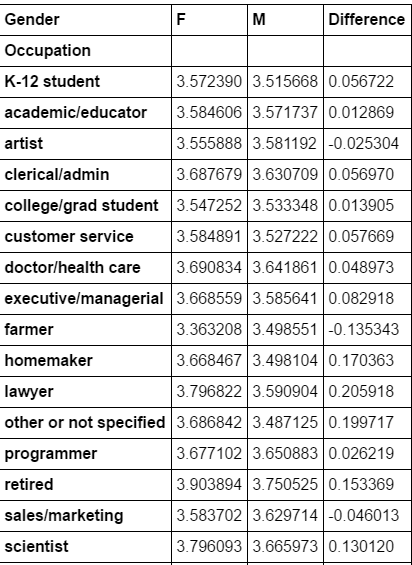 Gender F M Difference
Occupation
K-12 student 3.572390 3.515668 0.056722
academic/educator 3.584606 3.571737 0.012869
artist 3.555888 3.581192 -0.025304
clerical/admin 3.687679 3.630709 0.056970
college/grad student 3.547252 3.533348 0.013905
customer service 3.584891 3.527222 0.057669
doctor/health care 3.690834 3.641861 0.048973
executive/managerial 3.668559 3.585641 0.082918
farmer 3.363208 3.498551 -0.135343
homemaker 3.668467 3.498104 0.170363
lawyer 3.796822 3.590904 0.205918
other or not specified 3.686842 3.487125 0.199717
programmer 3.677102 3.650883 0.026219
retired 3.903894 3.750525 0.153369
sales/marketing 3.583702 3.629714 -0.046013
scientist 3.796093 3.665973 0.130120